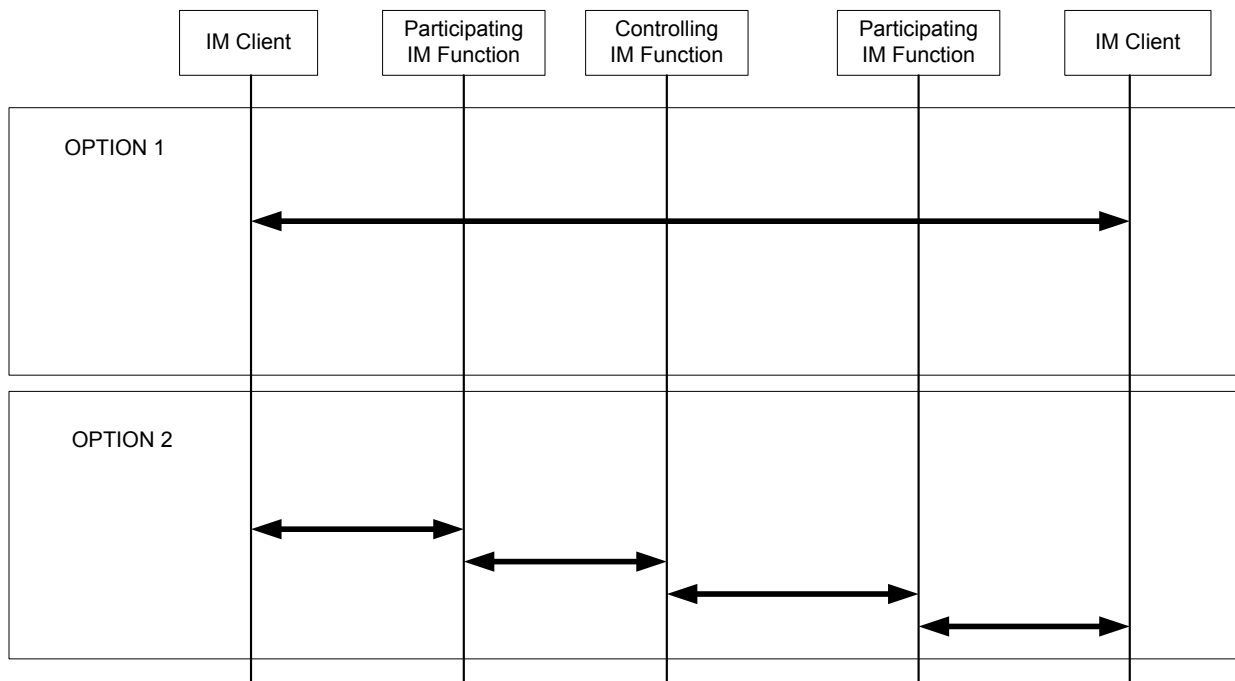 IM Client
Participating
IM Function
Controlling
IM Function
Participating
IM Function
IM Client
OPTION 1
OPTION 2